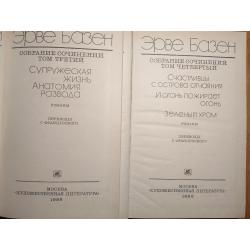 Эрве Базен
СОБРАНИЕ СОЧИНЕНИЙ
ТОМ ТРЕТИЙ
Супружеская
жизнь
Анатомия
развода
РОМАНЫ
ПЕРЕВОДЫ
С ФРАНЦУЗСКОГО
МОСКВА
«ХУДОЖЕСТВЕННАЯ ЛИТЕРАТУРА»
1988
Эрве Базен
СОБРАНИЕ СОЧИНЕНИЙ
ТОМ ЧЕТВЕРТЫЙ
Счастливцы
с острова отчаяния
И огонь пожирает
огонь
Зеленый храм
РОМАНЫ
ПЕРЕВОДЫ
С ФРАНЦУЗСКОГО
МОСКВА
«ХУДОЖЕСТВЕННАЯ ЛИТЕРАТУРА»
1988